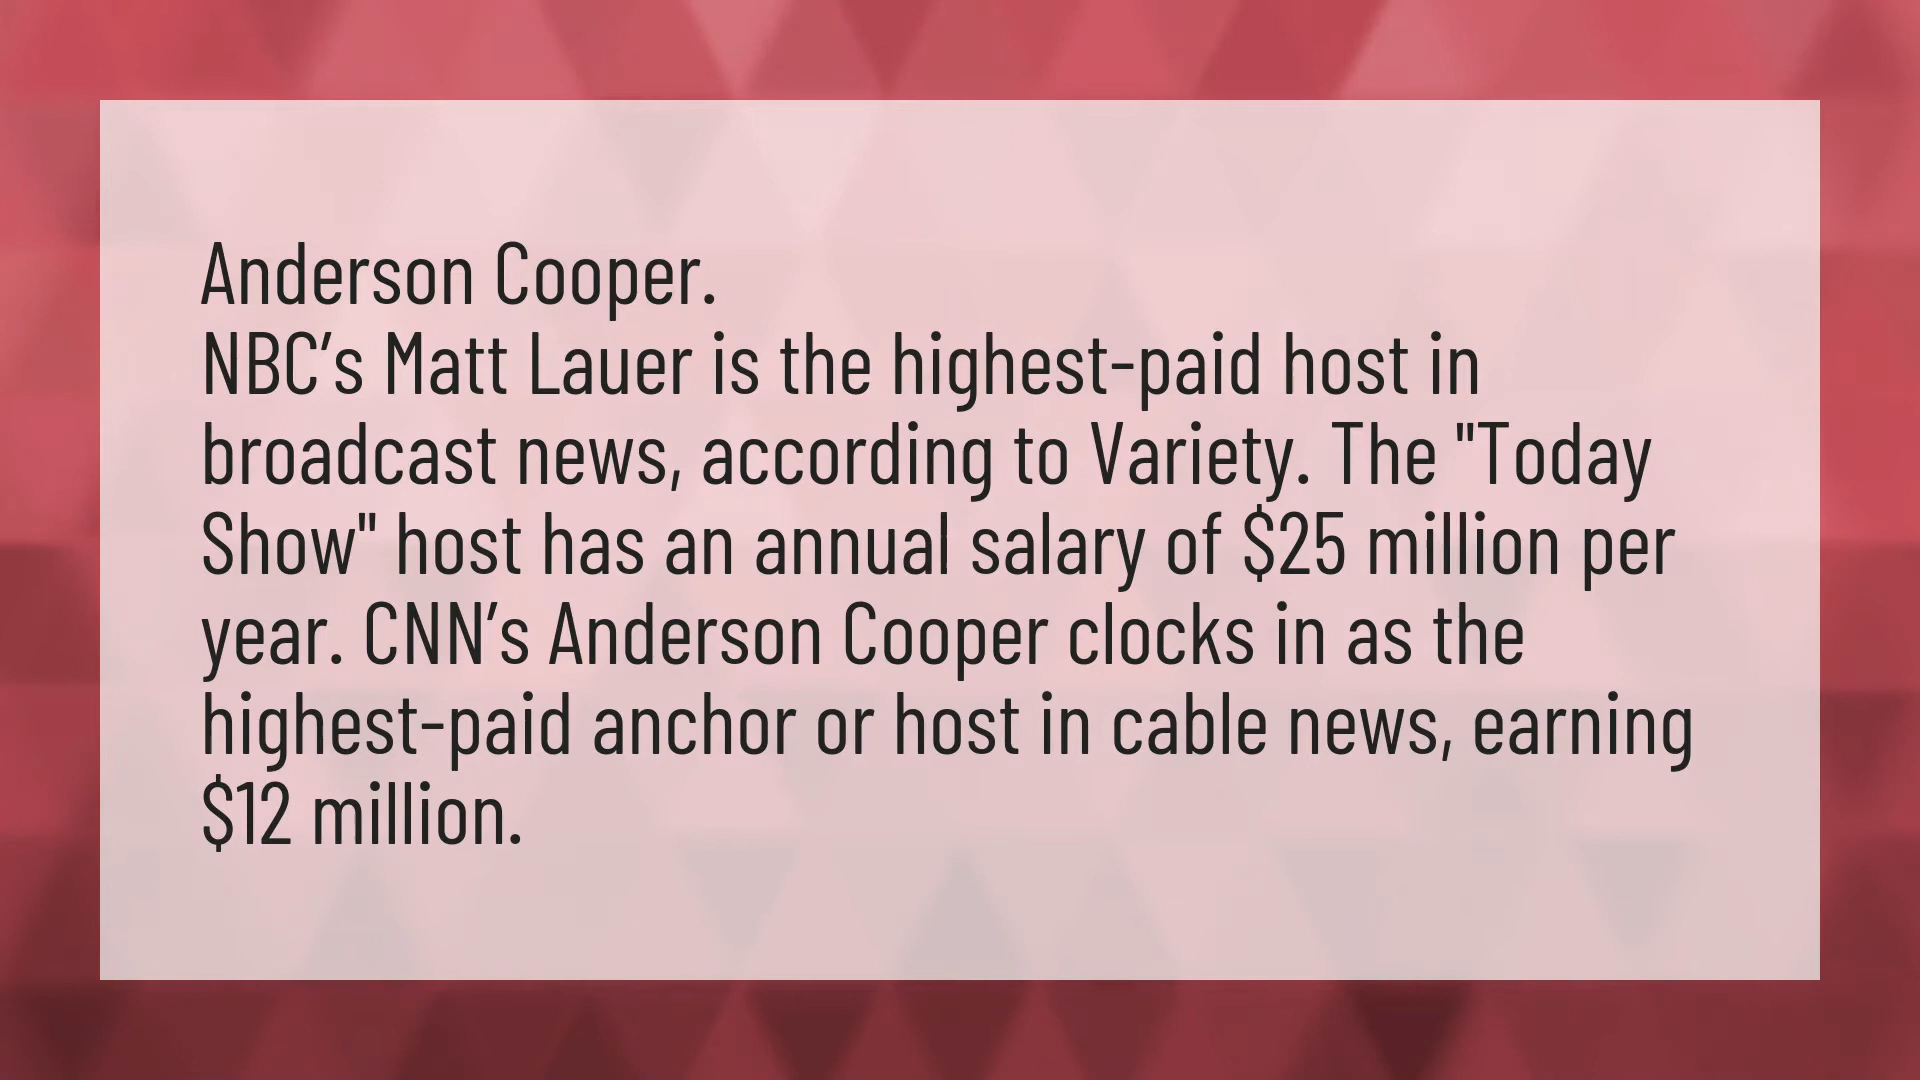 Anderson Cooper.
NBC’s Matt Lauer is the highest-paid host in
broadcast news, according to Variety. The "Today
Show" host has an annual salary of $25 million per
year. CNN’s Anderson Cooper clocks in as the
highest-paid anchor or host in cable news, earning
$12 million.